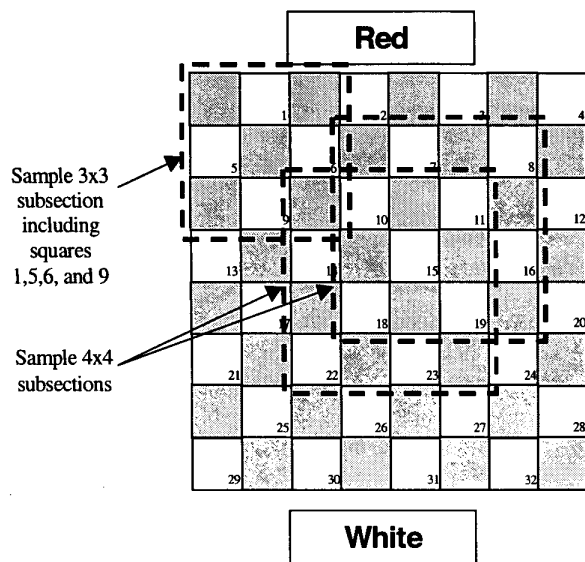 Red
1 2 3 4
5 6 7 8
Sample 3x3
subsection
including
squares
1,5,6, and 9
9 10 11 12
13 14 15 16
17 18 19 20
Sample 4x4
subsections
21 22 23 24
25 26 27 28
29 30 31 32
White